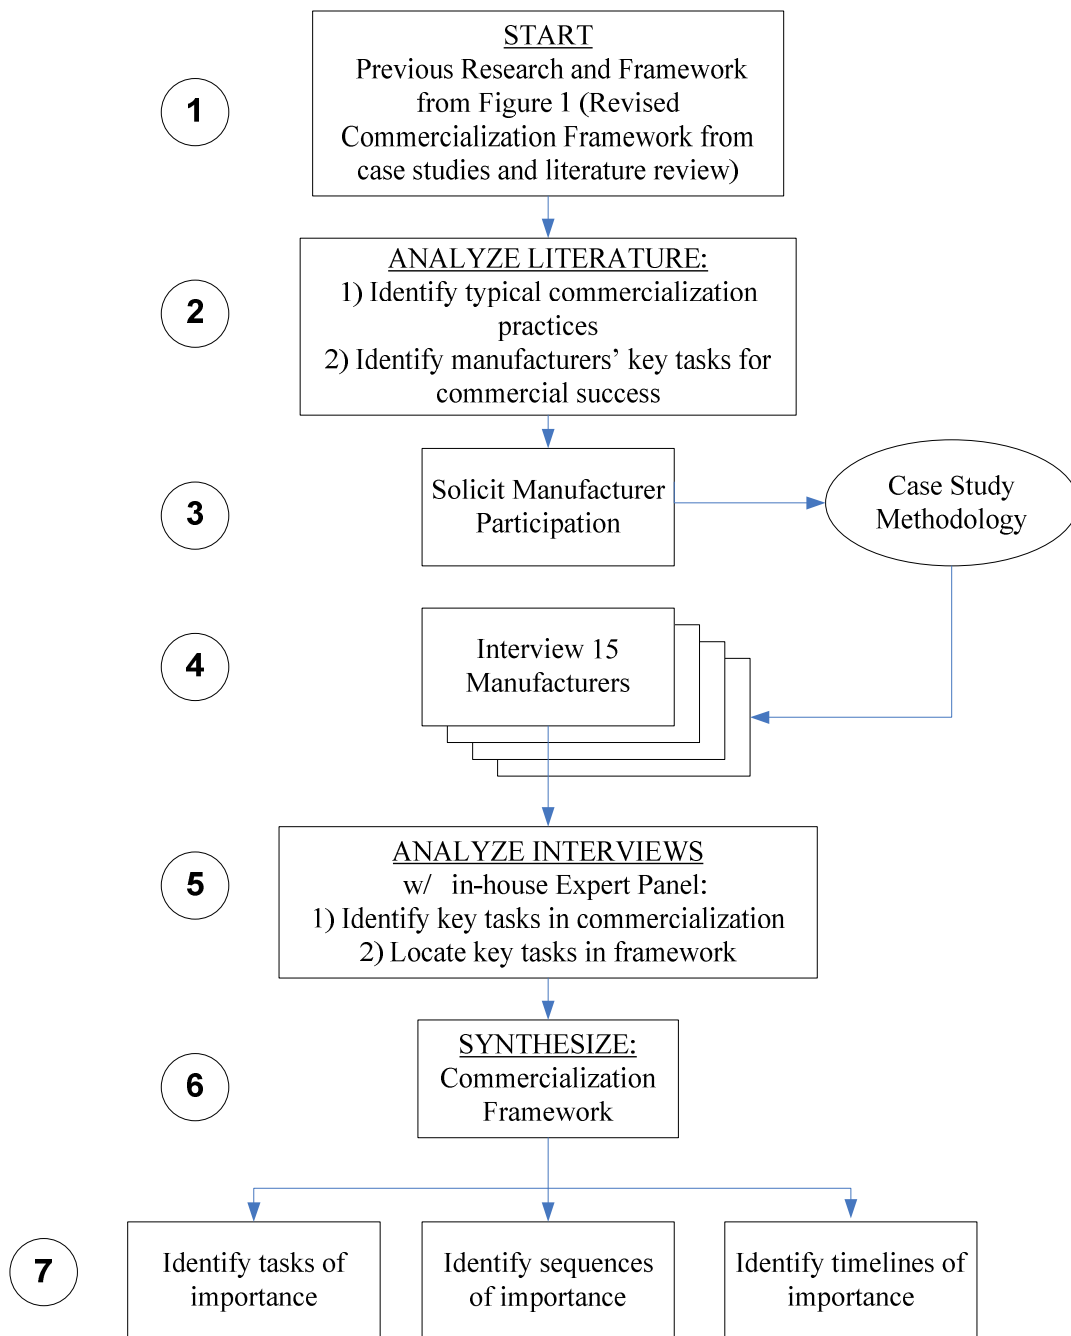 1
START
Previous Research and Framework
from Figure 1 (Revised
Commercialization Framework from
case studies and literature review)
2
ANALYZE LITERATURE:
1) Identify typical commercialization
practices
2) Identify manufacturers’ key tasks for
commercial success
3
Solicit Manufacturer
Participation
Case Study
Methodology
4
Interview 15
Manufacturers
5
ANALYZE INTERVIEWS
w/ in-house Expert Panel:
1) Identify key tasks in commercialization
2) Locate key tasks in framework
6
SYNTHESIZE:
Commercialization
Framework
7
Identify tasks of
importance
Identify sequences
of importance
Identify timelines of
importance